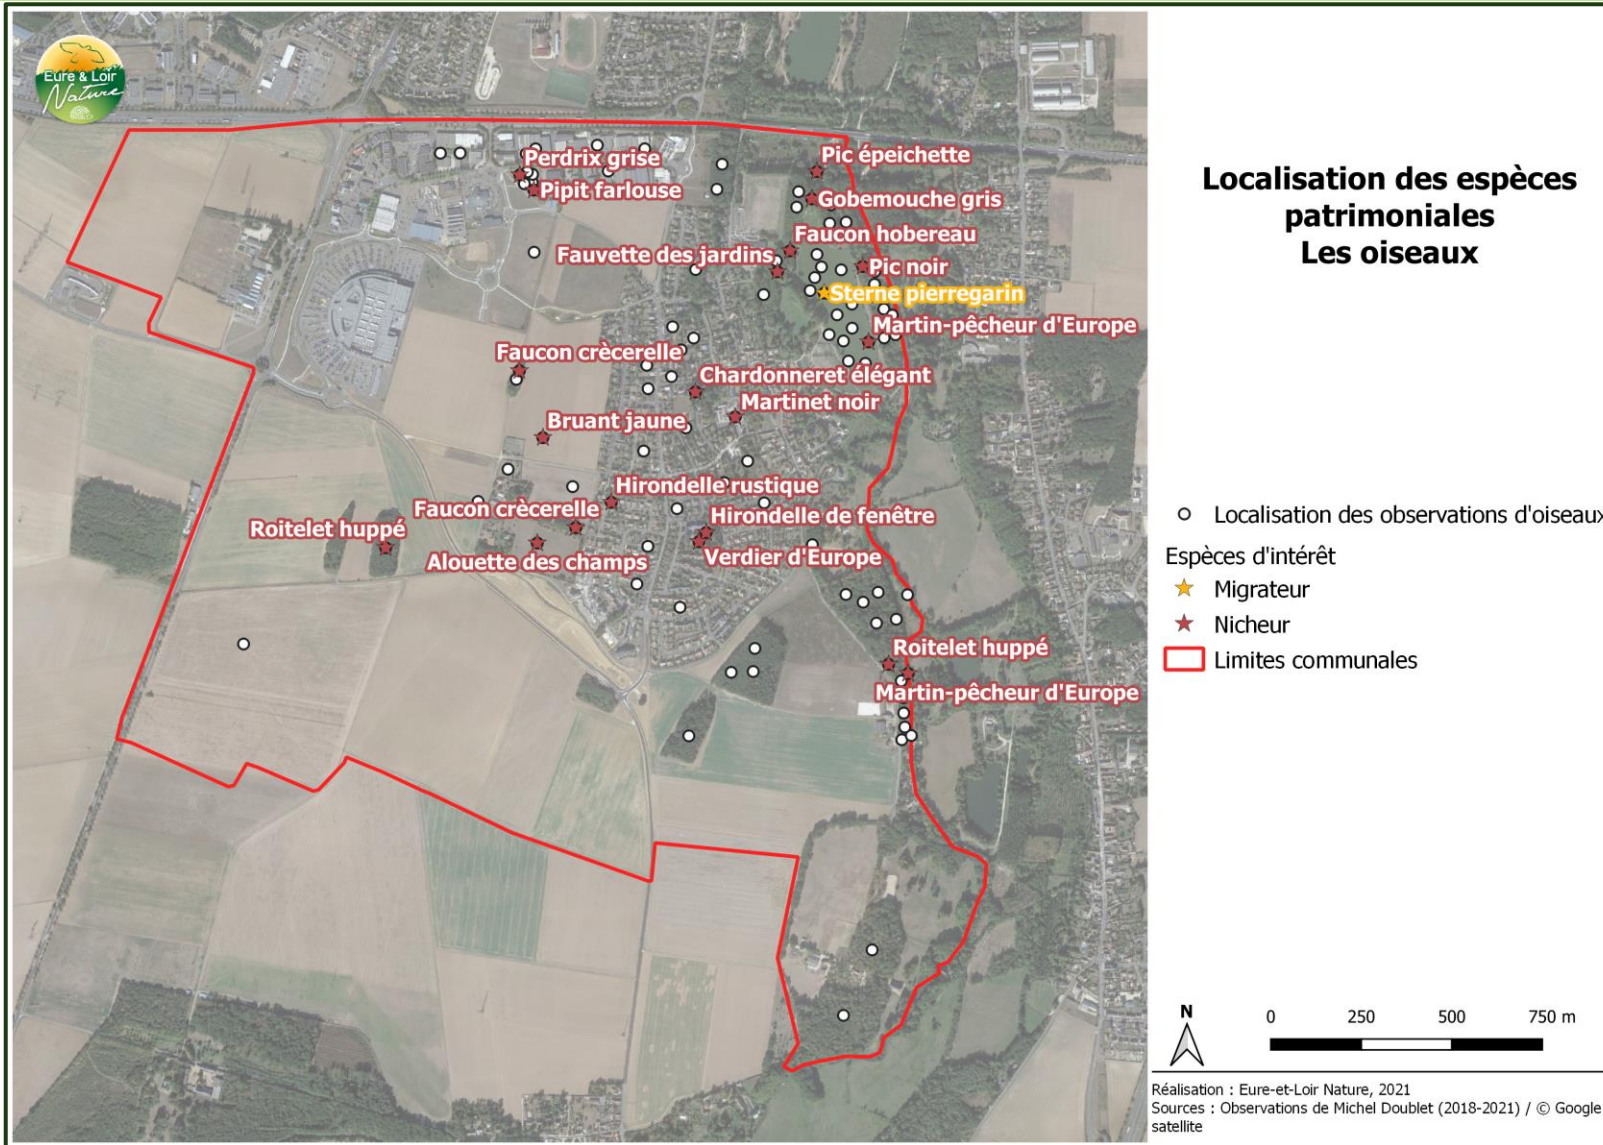 Eure & Loir
Nature
Localisation des espèces
patrimoniales
Les oiseaux
Perdrix grise
Pipit farlouse
Pic épeichette
Gobemouche gris
Faucon hobereau
Fauvette des jardins
Pic noir
Sterne pierregarin
Martin-pêcheur d'Europe
Faucon crècerelle
Chardonneret élégant
Martinet noir
Bruant jaune
Hirondelle rustique
Faucon crècerelle
Hirondelle de fenêtre
Roitelet huppé
Alouette des champs
Verdier d'Europe
Roitelet huppé
Martin-pêcheur d'Europe
Localisation des observations d'oiseaux
Espèces d'intérêt
Migrateur
Nicheur
Limites communales
N
0 250 500 750 m
Réalisation : Eure-et-Loir Nature, 2021
Sources : Observations de Michel Doublet (2018-2021) / © Google
satellite